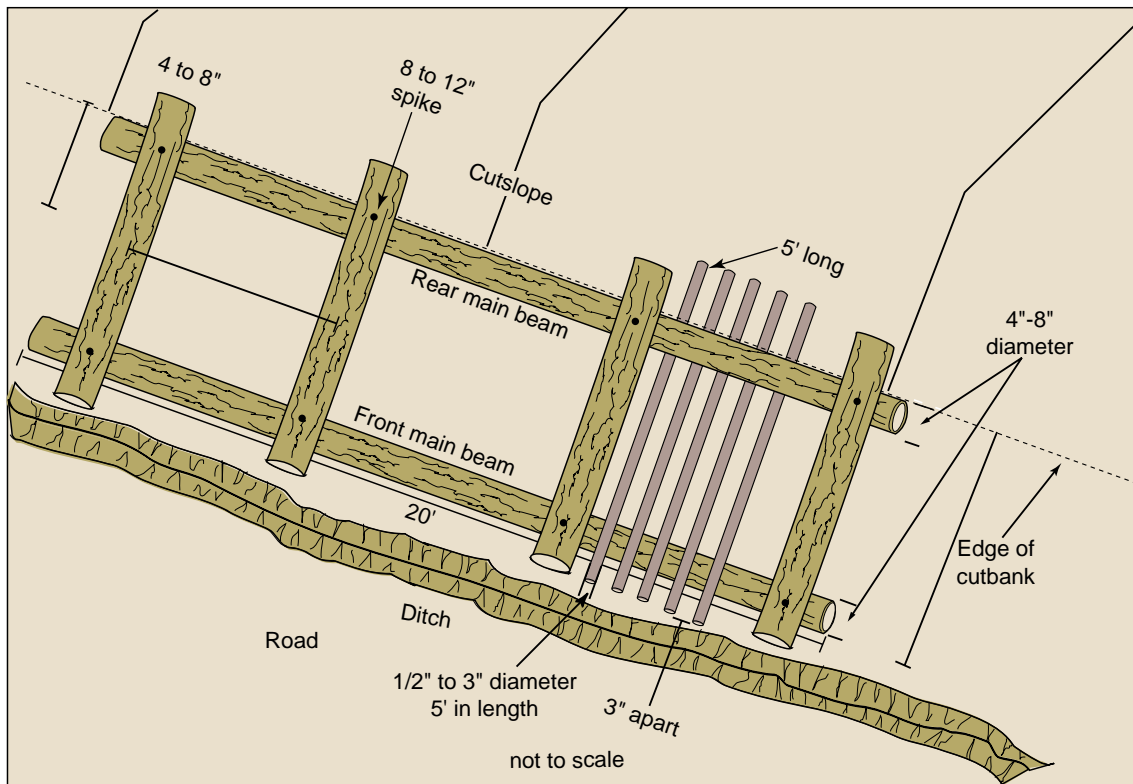 4 to 8"
8 to 12"
spike
Cutslope
5' long
Rear main beam
4"-8"
diameter
Front main beam
20'
Edge of
cutbank
Ditch
Road
1/2" to 3" diameter
5' in length
3" apart
not to scale